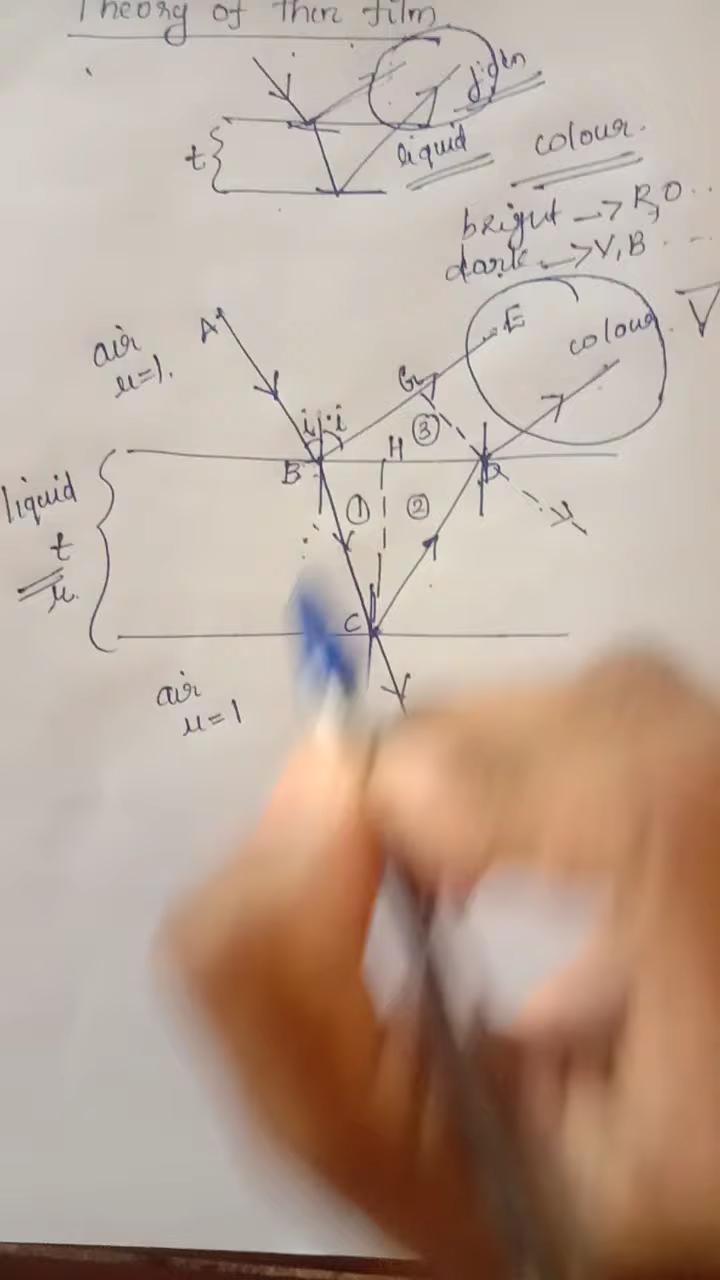 Theory of thin film
t
liquid
colour.
bright → R, O ..
dark → V, B . --
A
air
μ=1.
E
colour.
V
G
i i
③
B
H
D
liquid
t
μ.
①
②
C
air
μ=1